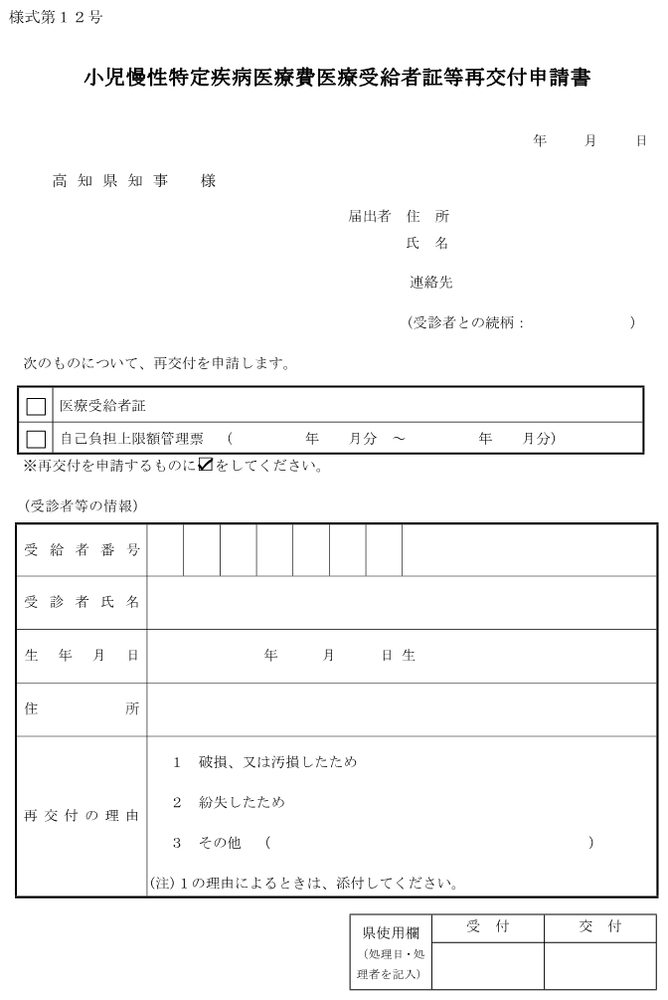 様式第１２号
小児慢性特定疾病医療費医療受給者証等再交付申請書
年　　月　　日
高 知 県 知 事　様
届出者　住　所
氏　名
連絡先
（受診者との続柄：　　　　　　　）
次のものについて、再交付を申請します。
□ 医療受給者証
□ 自己負担上限額管理票　（　　　　　年　　月分　～　　　　　年　　月分）
※再交付を申請するものに☑をしてください。
（受診者等の情報）
受 給 者 番 号
受 診 者 氏 名
生　年　月　日　　　　年　　　月　　　日 生
住　　　　　所
再 交 付 の 理 由
１　破損、又は汚損したため
２　紛失したため
３　その他　（　　　　　　　　　　　　　　　　　　）
(注)１の理由によるときは、添付してください。
県使用欄　受　付　交　付
（処理日・処
理者を記入）